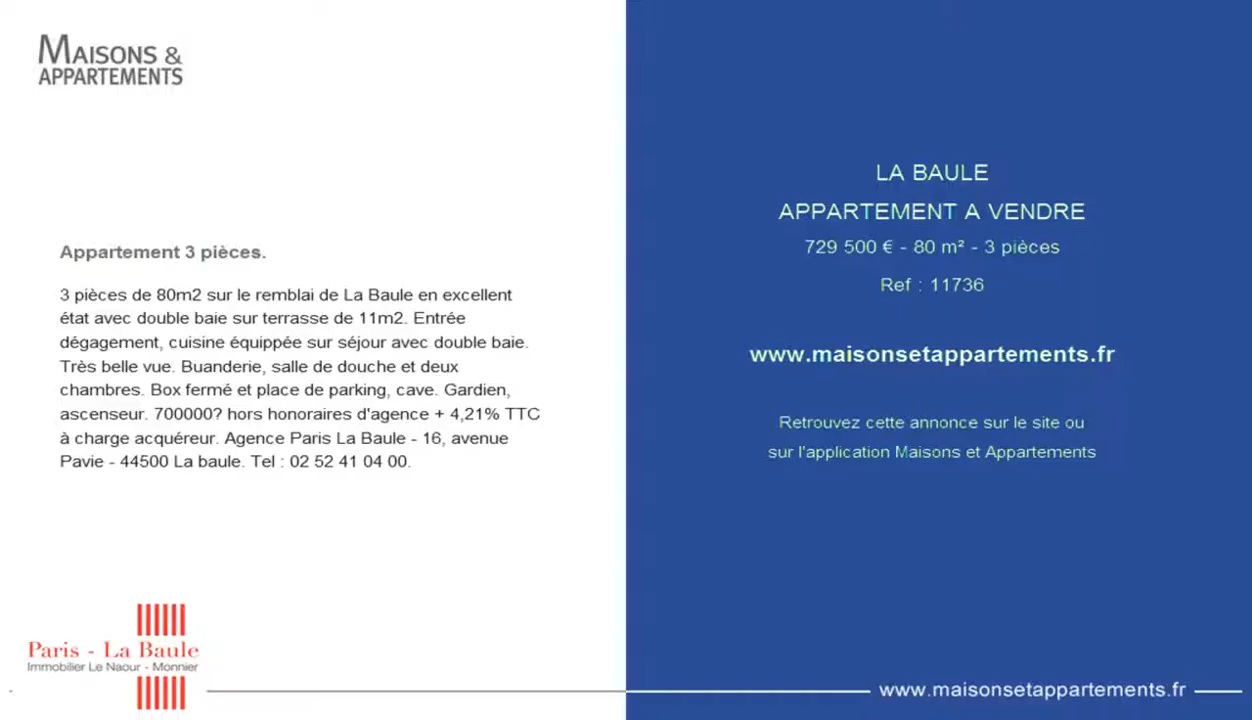 MAISONS &
APPARTEMENTS
Appartement 3 pièces.
3 pièces de 80m2 sur le remblai de La Baule en excellent
état avec double baie sur terrasse de 11m2. Entrée
dégagement, cuisine équippée sur séjour avec double baie.
Très belle vue. Buanderie, salle de douche et deux
chambres. Box fermé et place de parking, cave. Gardien,
ascenseur. 700000? hors honoraires d'agence + 4,21% TTC
à charge acquéreur. Agence Paris La Baule - 16, avenue
Pavie - 44500 La baule. Tel : 02 52 41 04 00.
Paris - La Baule
Immobilier Le Naour - Monnier
LA BAULE
APPARTEMENT A VENDRE
729 500 € - 80 m² - 3 pièces
Ref : 11736
www.maisonsetappartements.fr
Retrouvez cette annonce sur le site ou
sur l'application Maisons et Appartements
www.maisonsetappartements.fr